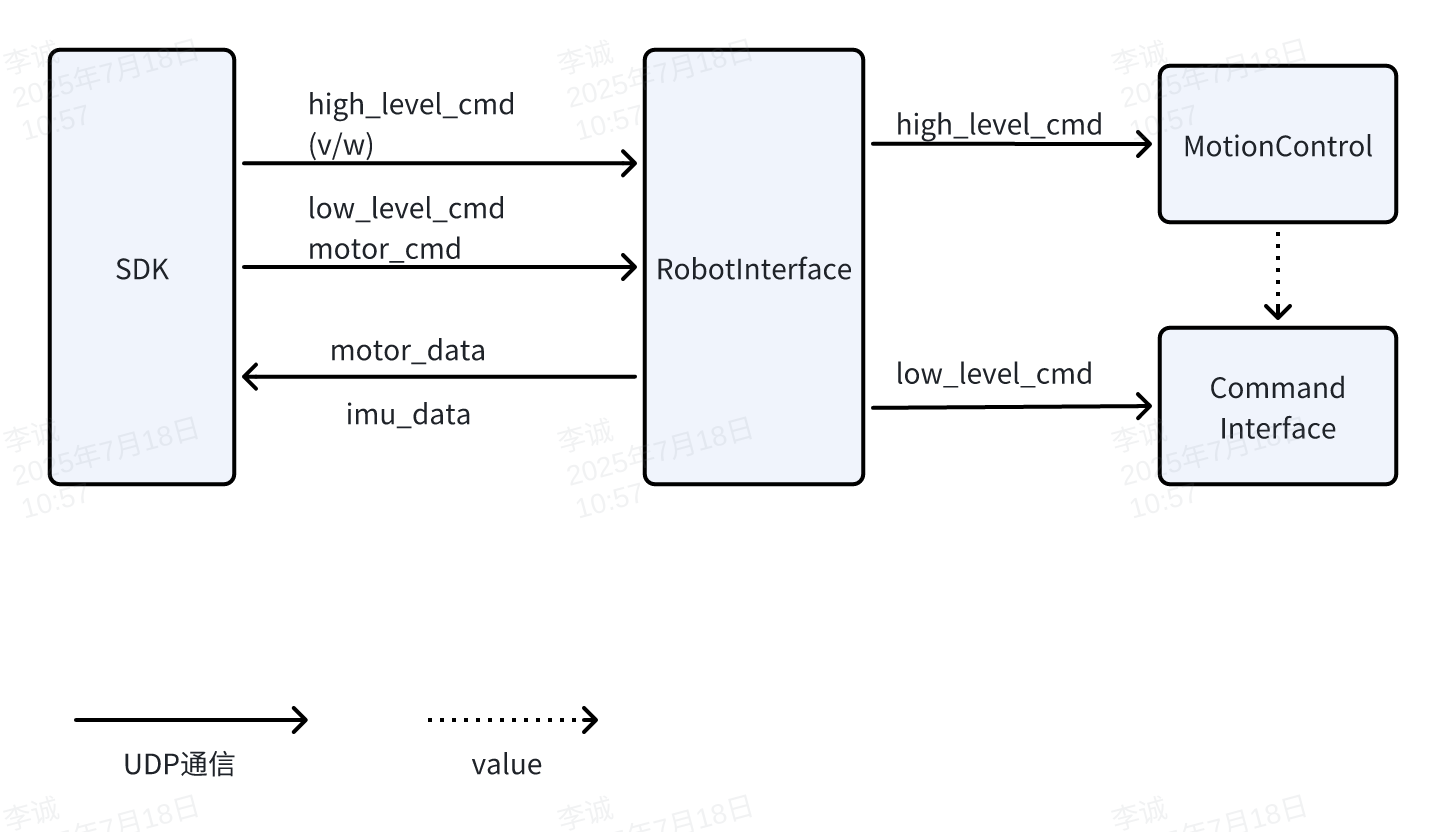 high_level_cmd
(v/w)
low_level_cmd
motor_cmd
SDK
motor_data
imu_data
RobotInterface
high_level_cmd
MotionControl
low_level_cmd
Command
Interface
UDP通信
value
李诚
2025年7月18日
10:57
李诚
2025年7月18日
10:57
李诚
2025年7月18日
10:57
李诚
2025年7月18日
10:57
李诚
2025年7月18日
10:57
李诚
2025年7月18日
10:57
李诚
年7月18日
李诚
年7月18日
李诚
年7月18日